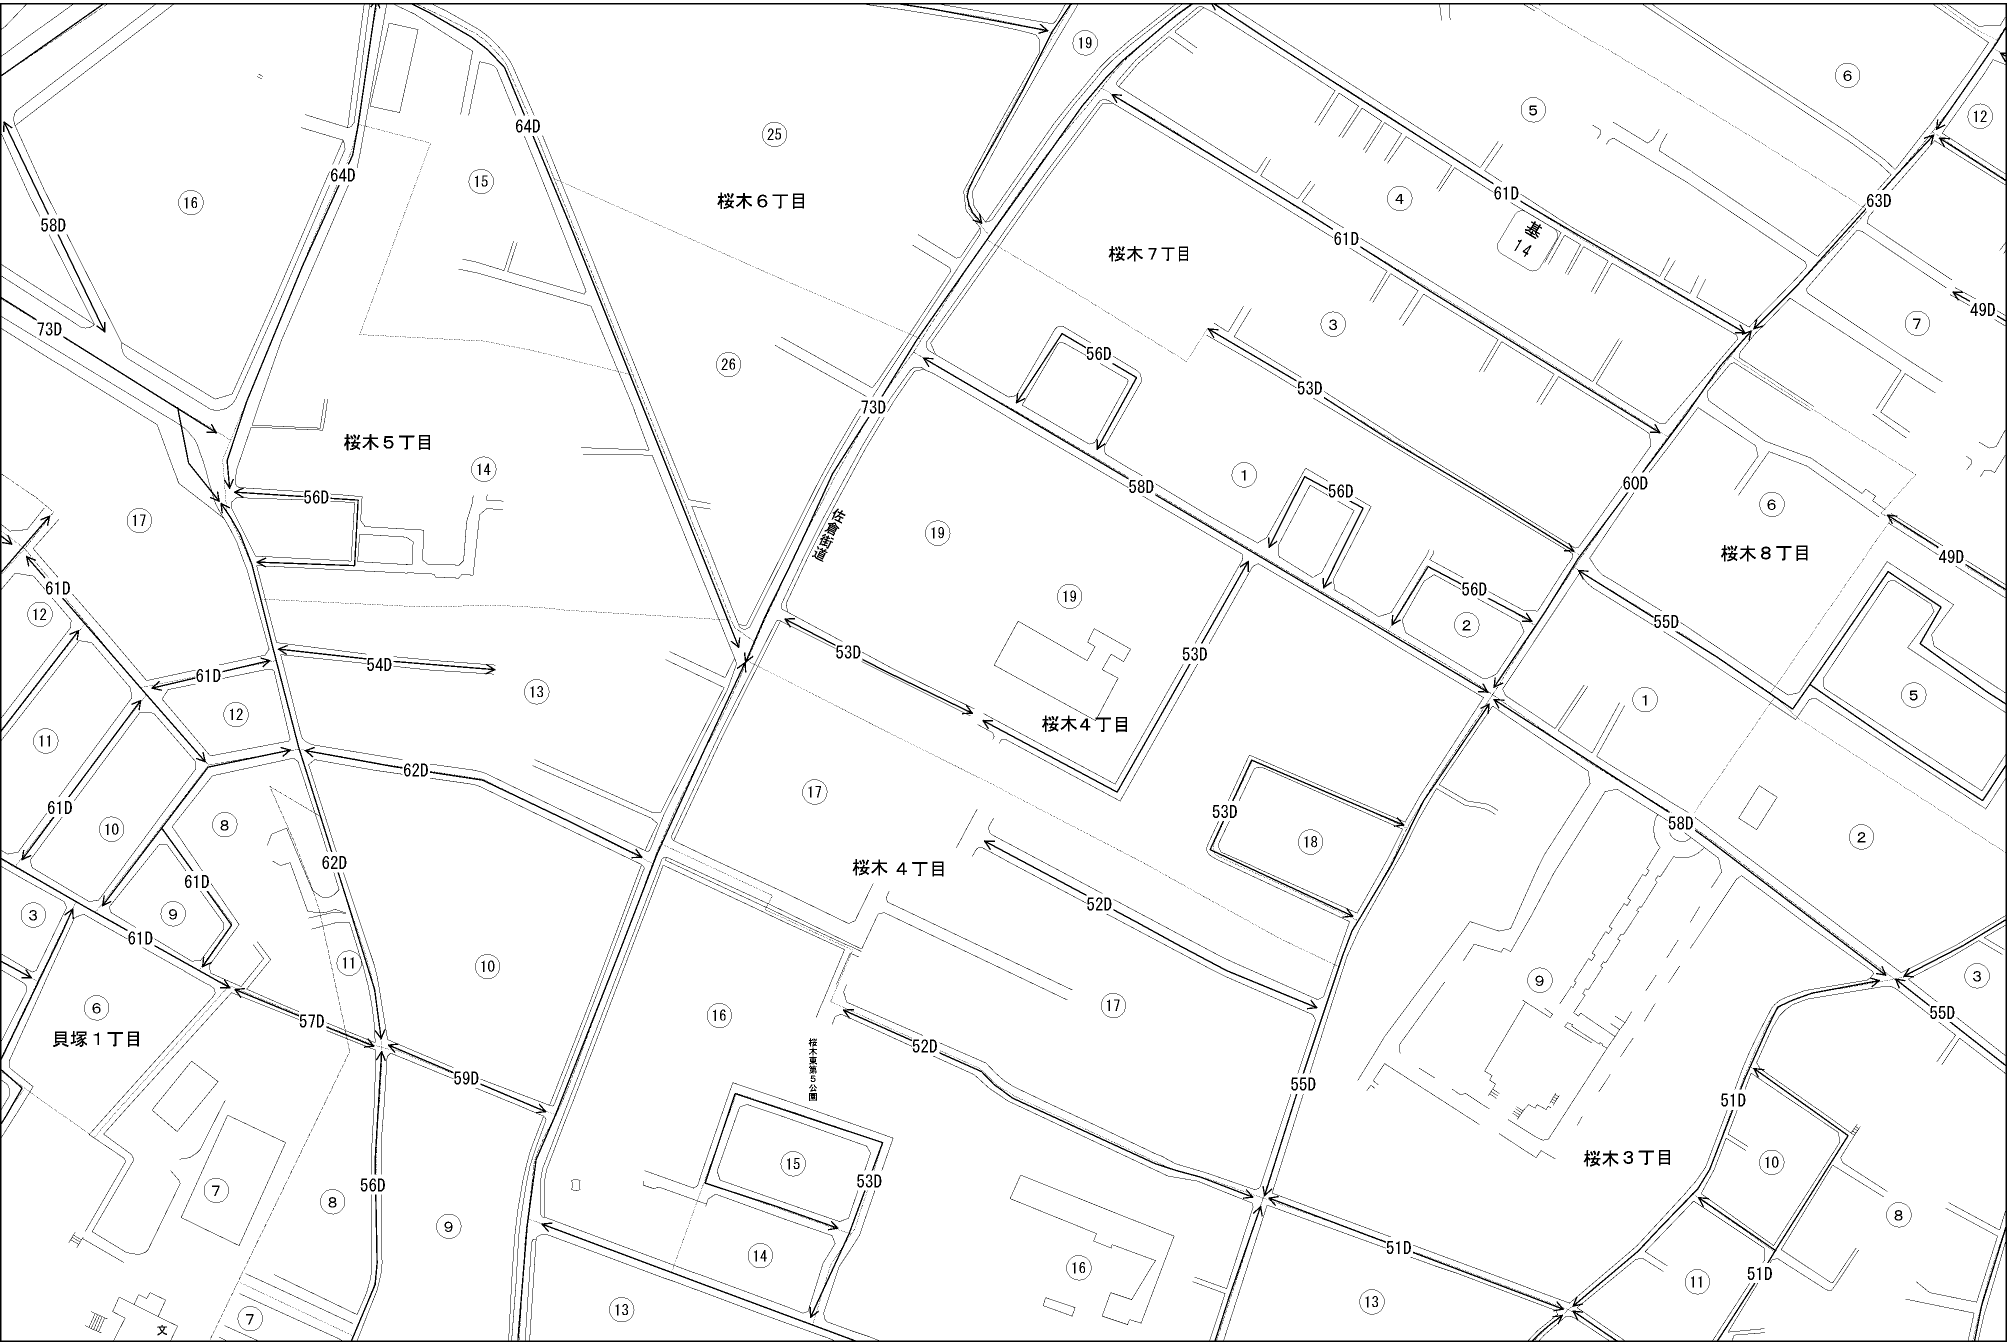 19
6
5
12
64D
25
64D
15
16
桜木６丁目
4
61D
63D
58D
61D
基
14
桜木７丁目
49D
73D
3
7
56D
26
53D
73D
桜木５丁目
14
1
60D
56D
58D
56D
6
17
佐倉街道
19
桜木８丁目
49D
61D
56D
19
12
2
55D
53D
53D
54D
61D
13
5
1
12
桜木４丁目
11
62D
17
61D
53D
58D
10
8
18
2
62D
桜木 ４丁目
61D
52D
3
9
61D
11
10
9
3
6
16
17
57D
55D
貝塚１丁目
52D
桜木東第５公園
59D
55D
51D
桜木３丁目
15
10
7
56D
8
53D
9
8
14
51D
16
51D
11
13
13
7
文